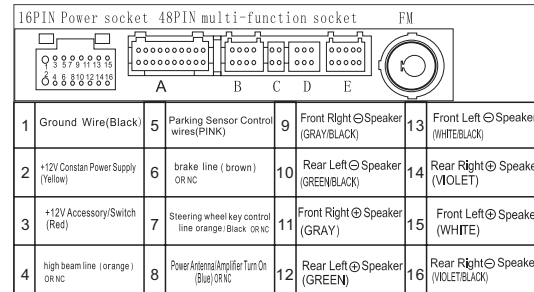 16PIN Power socket 48PIN multi-function socket FM
1 3 5 7 9 11 13 15
2 4 6 8 10 12 14 16
A B C D E
1 Ground Wire(Black) 5 Parking Sensor Control wires(PINK) 9 Front RIght ⊖ Speaker (GRAY/BLACK) 13 Front Left ⊖ Speaker (WHITE/BLACK)
2 +12V Constan Power Supply (Yellow) 6 brake line (brown) OR NC 10 Rear Left ⊖ Speaker (GREEN/BLACK) 14 Rear Right ⊕ Speake (VIOLET)
3 +12V Accessory/Switch (Red) 7 Steering wheel key control line orange/Black OR NC 11 Front Right ⊕ Speaker (GRAY) 15 Front Left ⊕ Speake (WHITE)
4 high beam line (orange) OR NC 8 Power Antenna/Amplifier Turn On (Blue) OR NC 12 Rear Left ⊕ Speaker (GREEN) 16 Rear Right ⊖ Speaker (VIOLET/BLACK)